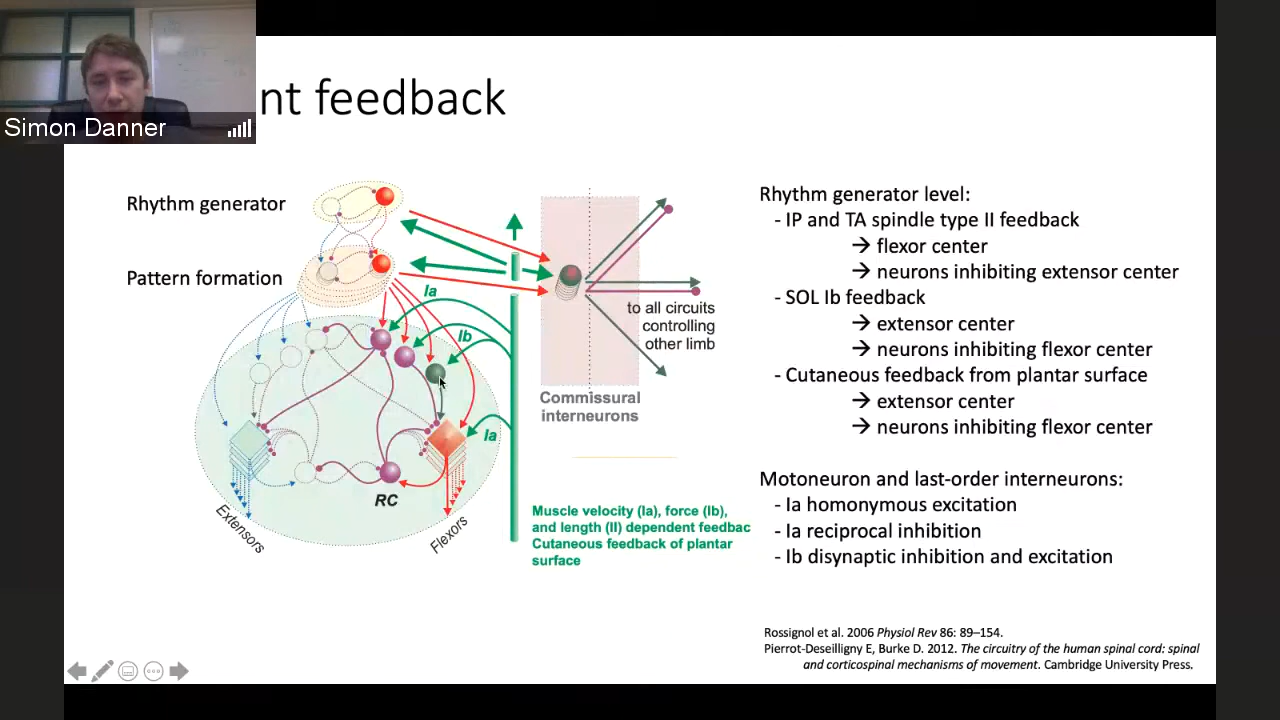 Simon Danner
nt feedback
Rhythm generator
Pattern formation
Ia
Ib
Ia
RC
Extensors
Flexors
to all circuits
controlling
other limb
Commissural
interneurons
Muscle velocity (Ia), force (Ib),
and length (II) dependent feedbac
Cutaneous feedback of plantar
surface
Rhythm generator level:
- IP and TA spindle type II feedback
→ flexor center
→ neurons inhibiting extensor center
- SOL Ib feedback
→ extensor center
→ neurons inhibiting flexor center
- Cutaneous feedback from plantar surface
→ extensor center
→ neurons inhibiting flexor center
Motoneuron and last-order interneurons:
- Ia homonymous excitation
- Ia reciprocal inhibition
- Ib disynaptic inhibition and excitation
Rossignol et al. 2006 Physiol Rev 86: 89–154.
Pierrot-Deseilligny E, Burke D. 2012. The circuitry of the human spinal cord: spinal
and corticospinal mechanisms of movement. Cambridge University Press.